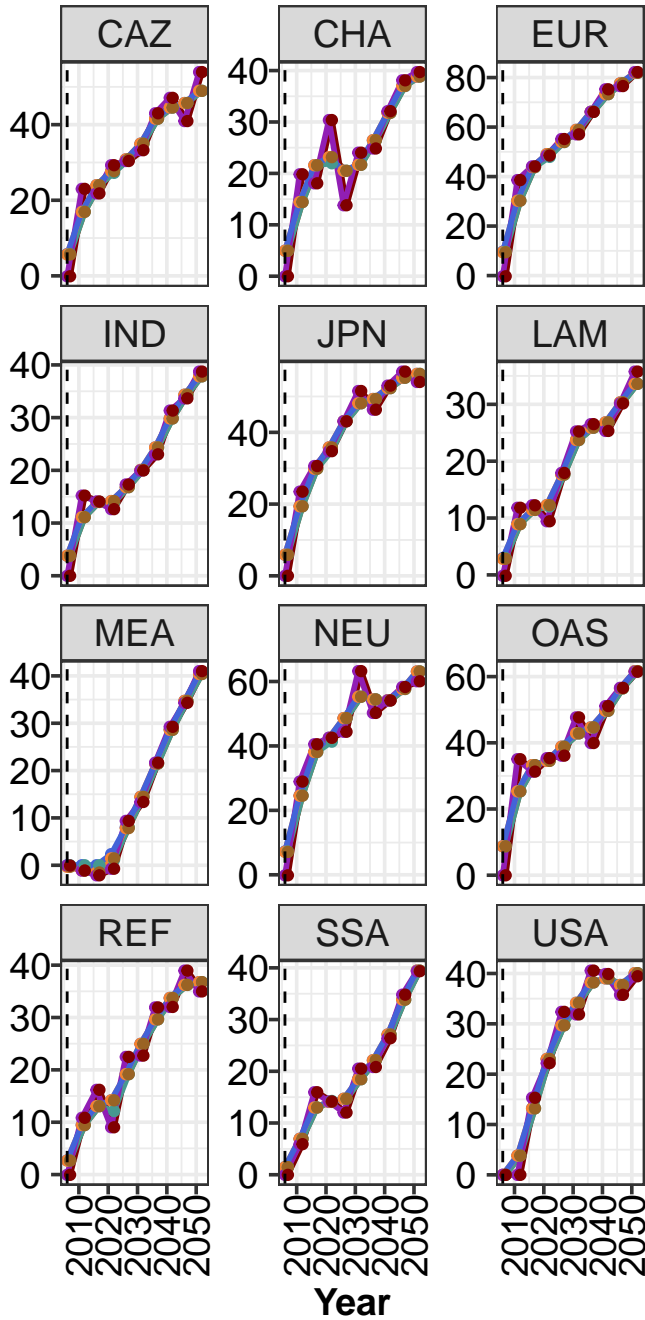 CAZ CHA EUR
40 20 0
40 30 20 10 0
80 60 40 20 0
IND JPN LAM
40 30 20 10 0
40 20 0
30 20 10 0
MEA NEU OAS
40 30 20 10 0
60 40 20 0
60 40 20 0
REF SSA USA
40 30 20 10 0
40 30 20 10 0
40 30 20 10 0
2010 2020 2030 2040 2050
2010 2020 2030 2040 2050
2010 2020 2030 2040 2050
Year